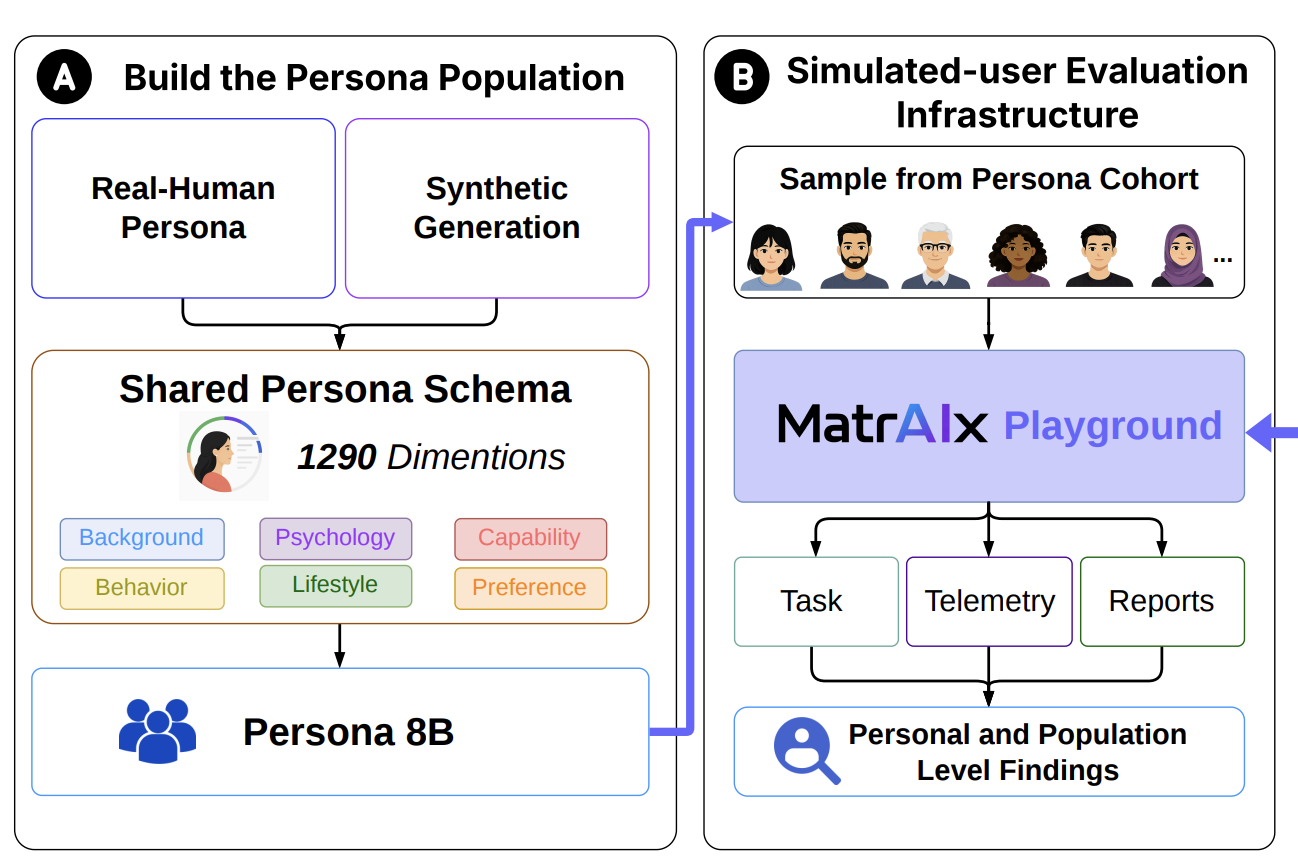 A
Build the Persona Population
Real-Human
Persona
Synthetic
Generation
Shared Persona Schema
1290 Dimentions
Background
Psychology
Capability
Behavior
Lifestyle
Preference
Persona 8B
B
Simulated-user Evaluation
Infrastructure
Sample from Persona Cohort
...
MatrAIx Playground
Task
Telemetry
Reports
Personal and Population
Level Findings